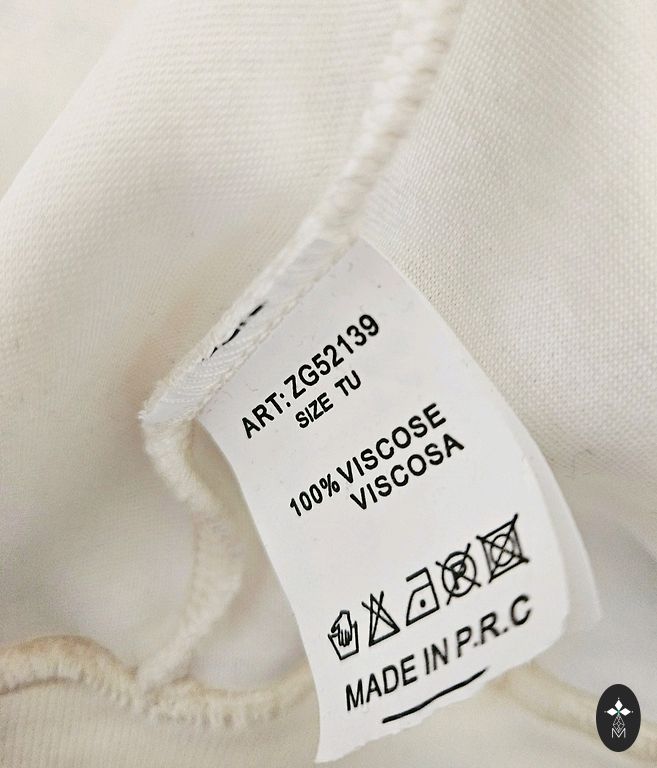 ART: ZG52139
SIZE TU
100% VISCOSE
VISCOSA
MADE IN P.R.C